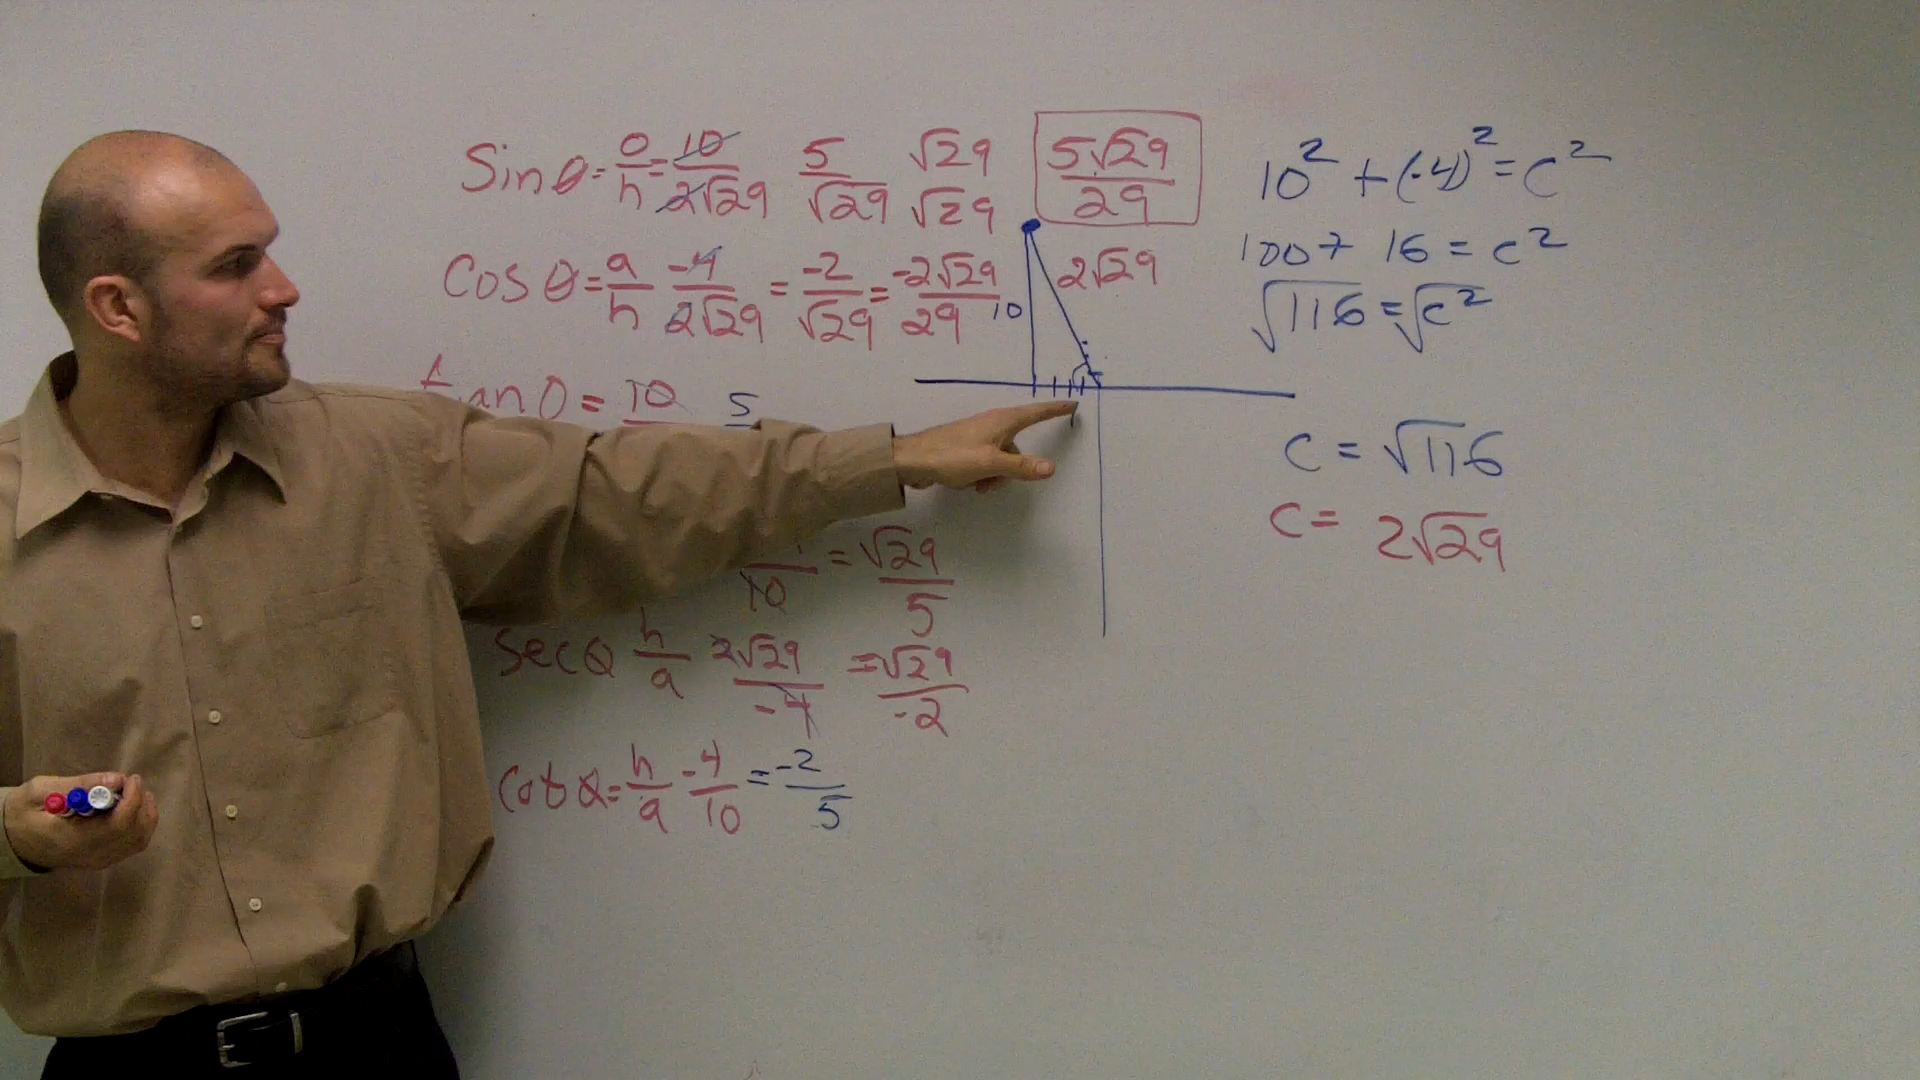 Sin θ = o/h = 10/2√29 5/√29 √29/√29 5√29/29
Cos θ = a/h -4/2√29 = -2/√29 = -2√29/29
tan θ = 10 5
10 = √29/5
Sec θ h/a 2√29/-4 = √29/-2
Cot θ = h/a -4/10 = -2/5
10 2√29
10² + (-4)² = c²
100 + 16 = c²
√116 = √c²
c = √116
c = 2√29